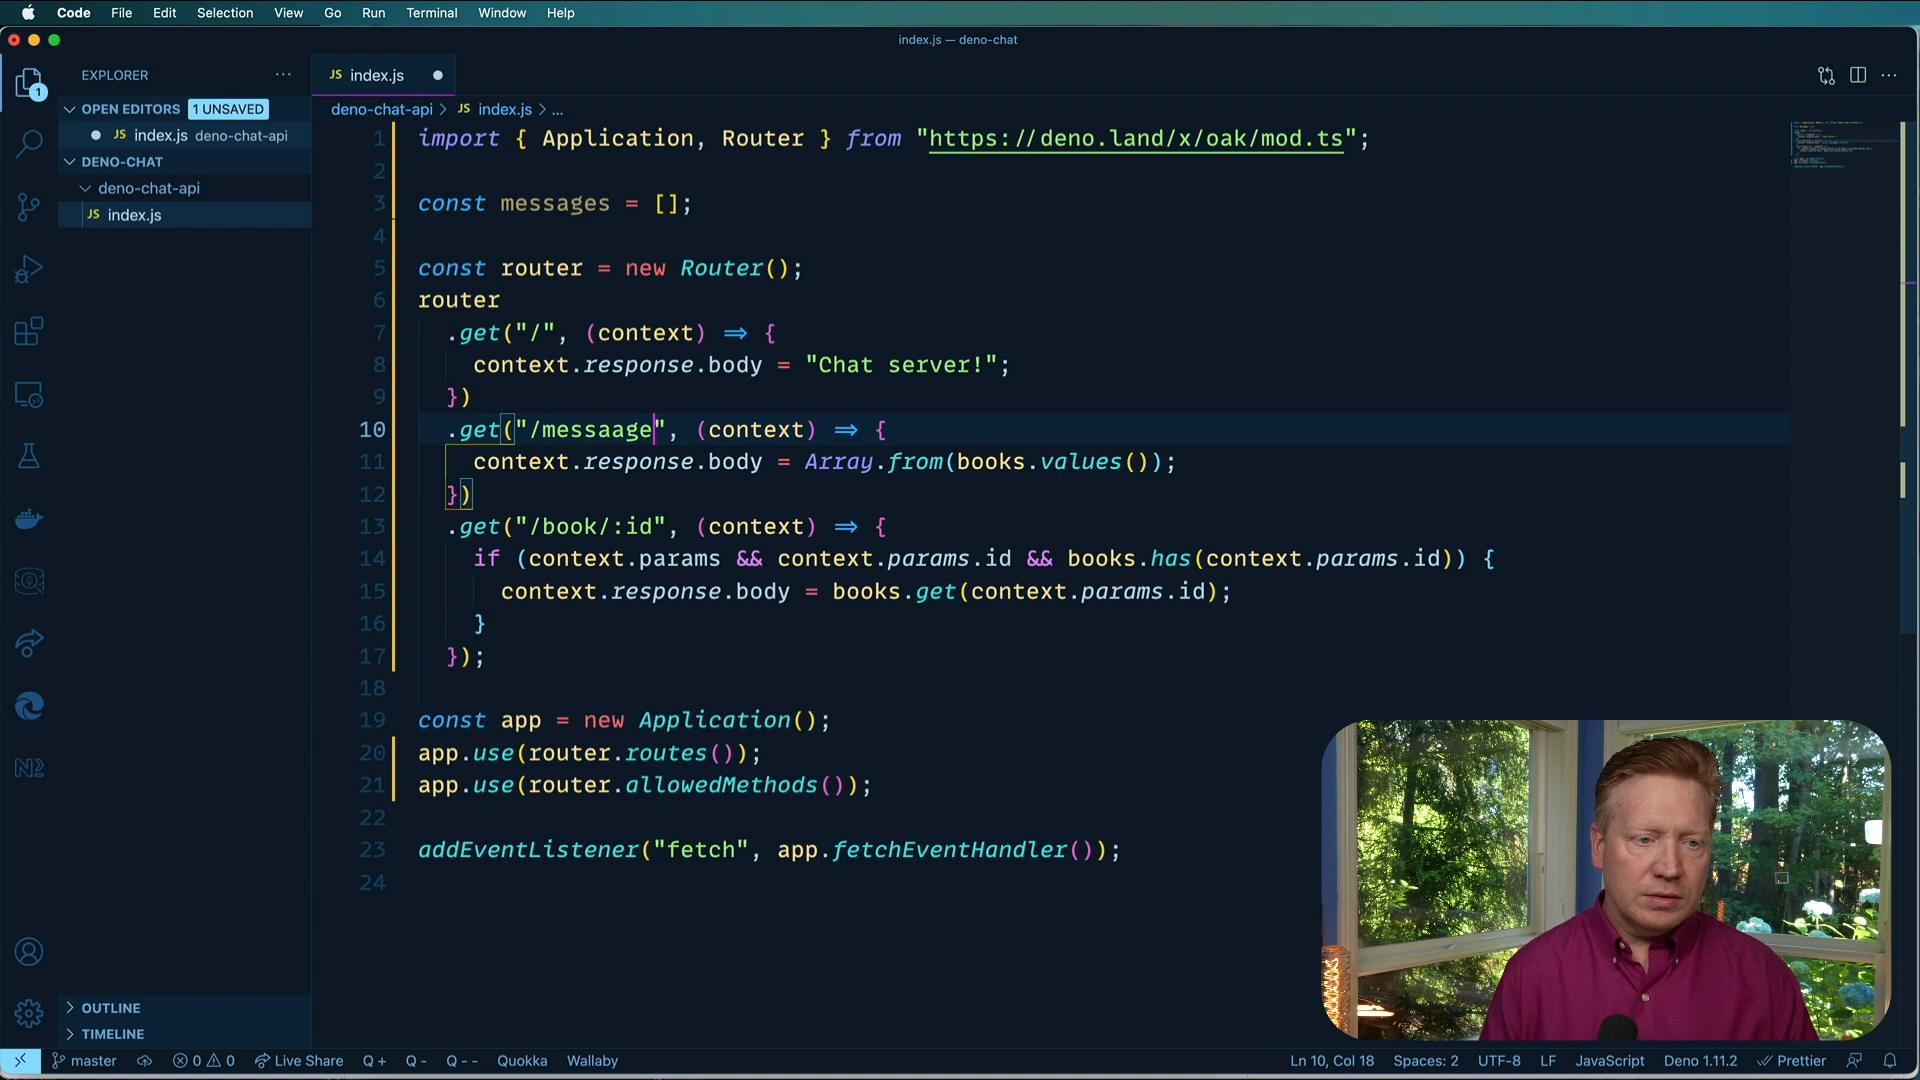 Code File Edit Selection View Go Run Terminal Window Help
index.js — deno-chat
EXPLORER ...
JS index.js
OPEN EDITORS 1 UNSAVED
JS index.js deno-chat-api
DENO-CHAT
deno-chat-api
JS index.js
1
deno-chat-api > JS index.js > ...
1 import { Application, Router } from "https://deno.land/x/oak/mod.ts";
2
3 const messages = [];
4
5 const router = new Router();
6 router
7 .get("/", (context) => {
8 context.response.body = "Chat server!";
9 })
10 .get("/messaage", (context) => {
11 context.response.body = Array.from(books.values());
12 })
13 .get("/book/:id", (context) => {
14 if (context.params && context.params.id && books.has(context.params.id)) {
15 context.response.body = books.get(context.params.id);
16 }
17 });
18
19 const app = new Application();
20 app.use(router.routes());
21 app.use(router.allowedMethods());
22
23 addEventListener("fetch", app.fetchEventHandler());
24
OUTLINE
TIMELINE
master 0 0 Live Share Q + Q - Q - - Quokka Wallaby Ln 10, Col 18 Spaces: 2 UTF-8 LF JavaScript Deno 1.11.2 Prettier